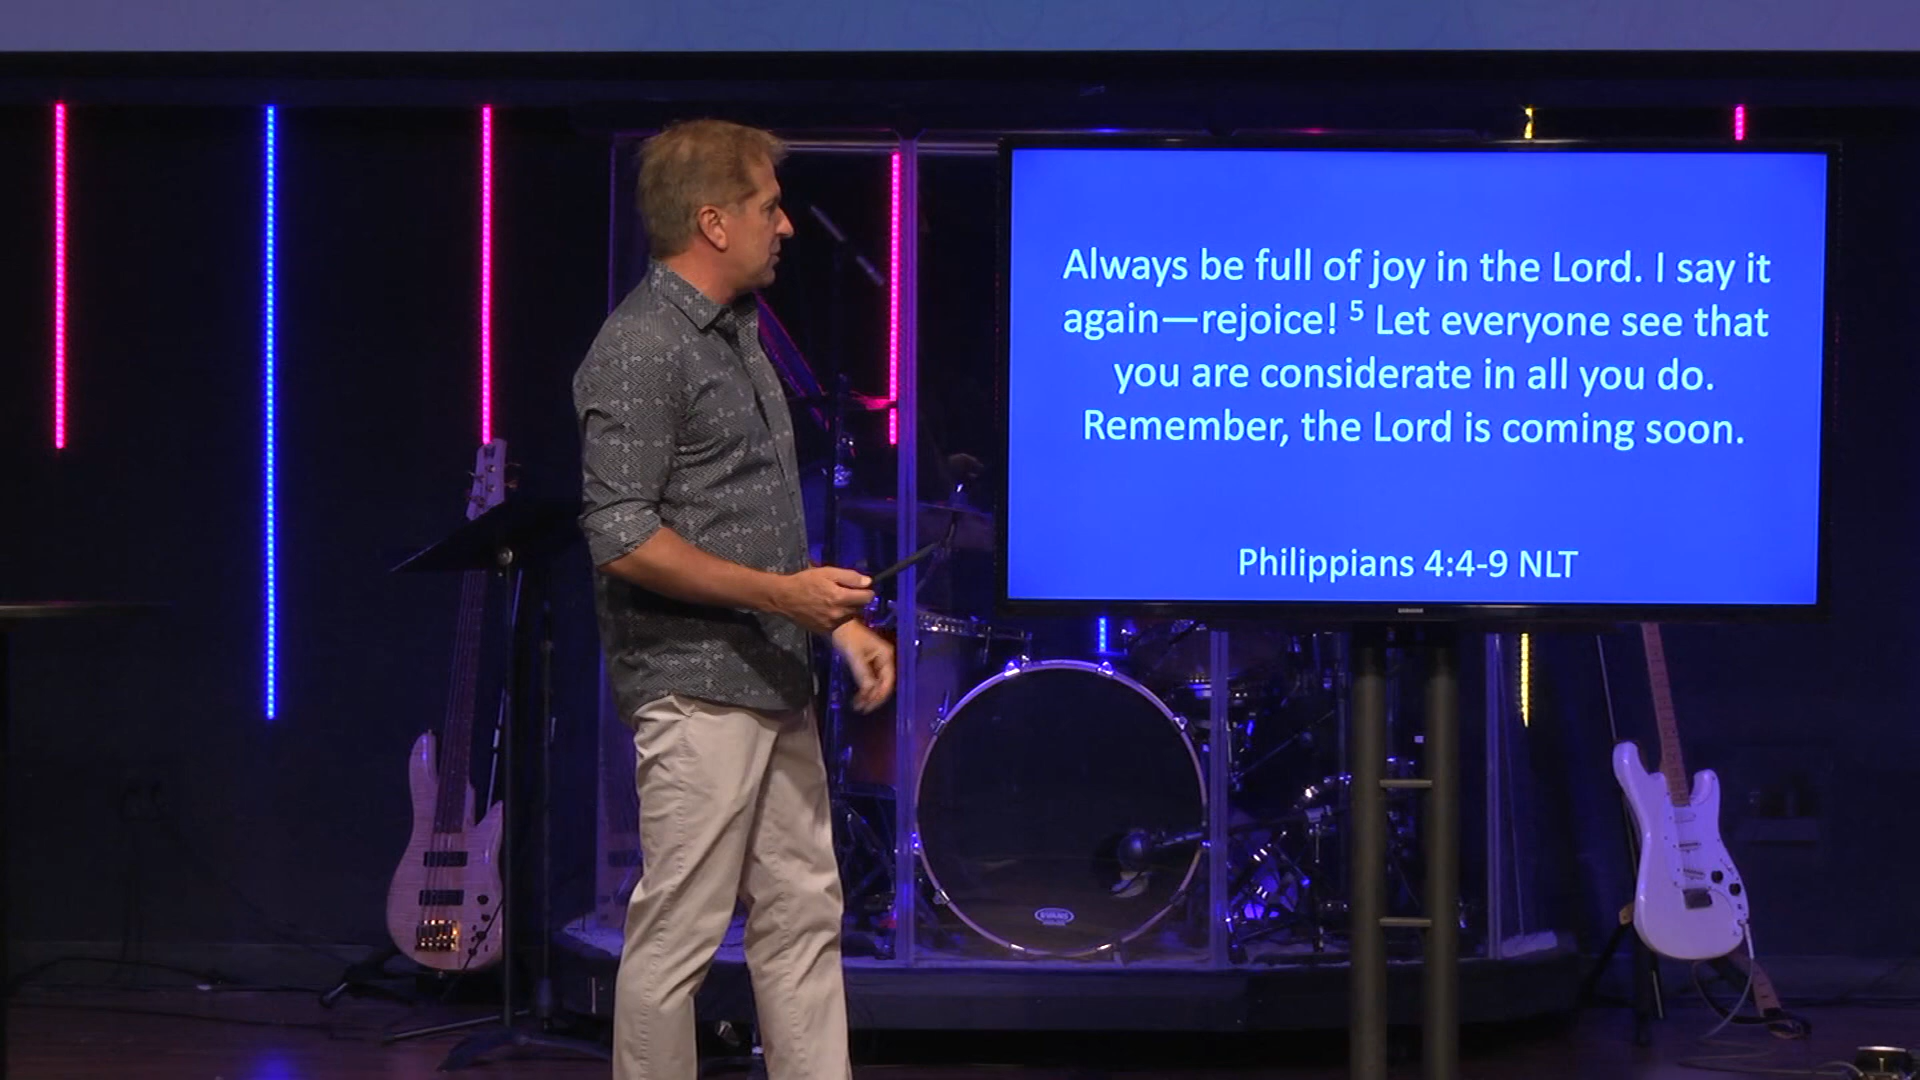 Always be full of joy in the Lord. I say it
again—rejoice! ⁵ Let everyone see that
you are considerate in all you do.
Remember, the Lord is coming soon.
Philippians 4:4-9 NLT
EVANS